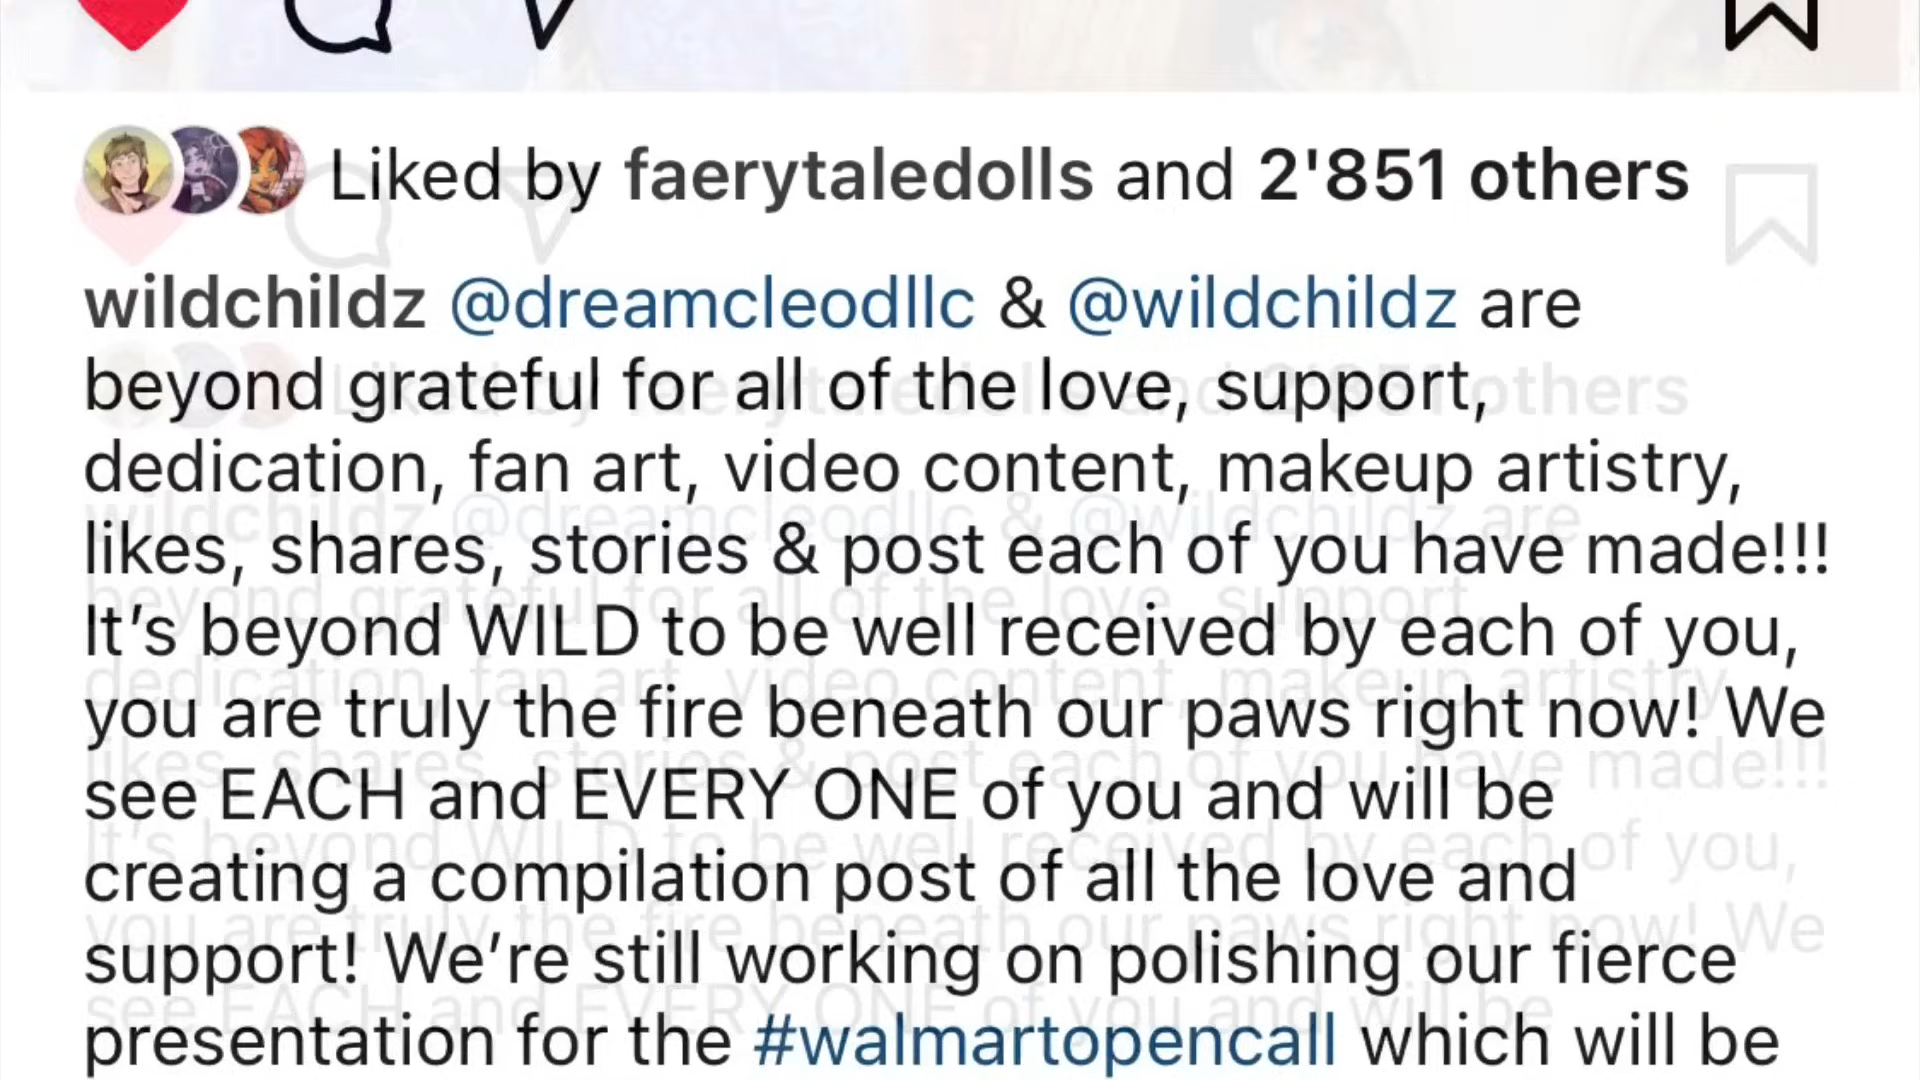 Liked by faerytaledolls and 2'851 others
wildchildz @dreamcleodllc & @wildchildz are
beyond grateful for all of the love, support,
dedication, fan art, video content, makeup artistry,
likes, shares, stories & post each of you have made!!!
It’s beyond WILD to be well received by each of you,
you are truly the fire beneath our paws right now! We
see EACH and EVERY ONE of you and will be
creating a compilation post of all the love and
support! We’re still working on polishing our fierce
presentation for the #walmartopencall which will be